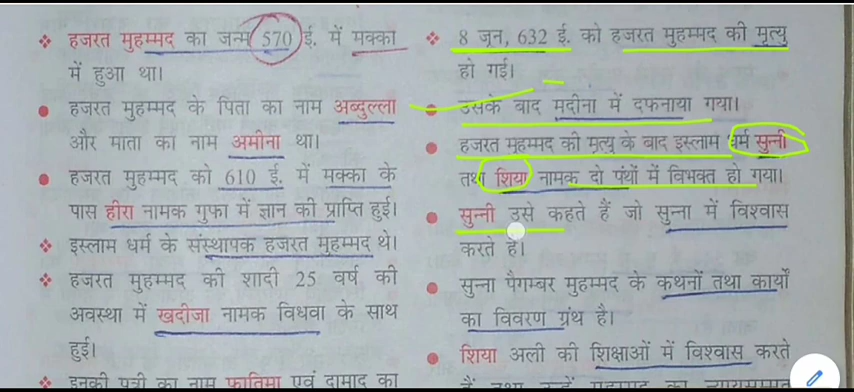 हजरत मुहम्मद का जन्म 570 ई. में मक्का
में हुआ था।
हजरत मुहम्मद के पिता का नाम अब्दुल्ला
और माता का नाम अमीना था।
हजरत मुहम्मद को 610 ई. में मक्का के
पास हीरा नामक गुफा में ज्ञान की प्राप्ति हुई।
इस्लाम धर्म के संस्थापक हजरत मुहम्मद थे।
हजरत मुहम्मद की शादी 25 वर्ष की
अवस्था में खदीजा नामक विधवा के साथ
हुई।
इनकी पुत्री का नाम फातिमा एवं दामाद का
8 जून, 632 ई. को हजरत मुहम्मद की मृत्यु
हो गई।
उसके बाद मदीना में दफनाया गया।
हजरत मुहम्मद की मृत्यु के बाद इस्लाम धर्म सुन्नी
तथा शिया नामक दो पंथों में विभक्त हो गया।
सुन्नी उसे कहते हैं जो सुन्ना में विश्वास
करते हैं।
सुन्ना पैगम्बर मुहम्मद के कथनों तथा कार्यों
का विवरण ग्रंथ है।
शिया अली की शिक्षाओं में विश्वास करते